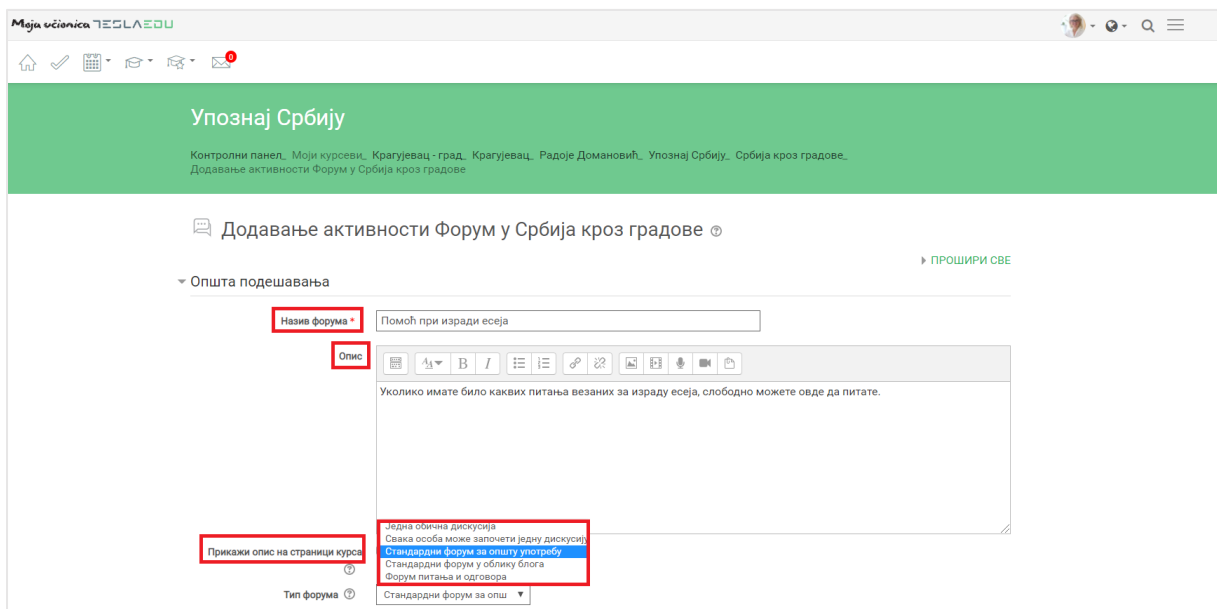 Moja učionica TESLAEDU
0
Упознај Србију
Контролни панел_ Моји курсеви_ Крагујевац - град_ Крагујевац_ Радоје Домановић_ Упознај Србију_ Србија кроз градове_
Додавање активности Форум у Србија кроз градове
Додавање активности Форум у Србија кроз градове
ПРОШИРИ СВЕ
Општа подешавања
Назив форума *
Помоћ при изради есеја
Опис
B I
Уколико имате било каквих питања везаних за израду есеја, слободно можете овде да питате.
Једна обична дискусија
Свака особа може започети једну дискусију
Стандардни форум за општу употребу
Стандардни форум у облику блога
Форум питања и одговора
Прикажи опис на страници курса
Тип форума
Стандардни форум за опш